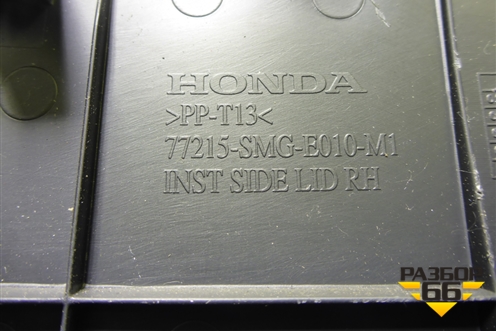 HONDA
>PP-T13<
77215-SMG-E010-M1
INST SIDE LID RH
РАЗБОР
66